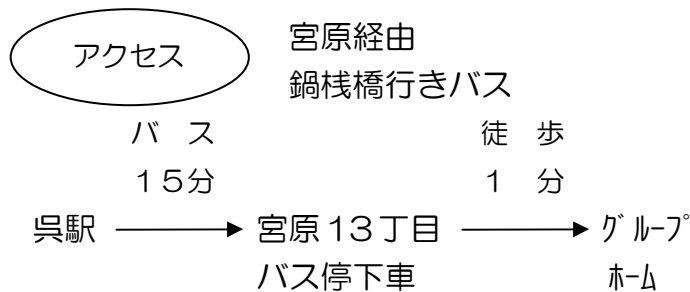 アクセス
宮原経由
鍋桟橋行きバス
バ ス
徒 歩
15分
1 分
呉駅 → 宮原13丁目 → ｸﾞﾙｰﾌﾟ
バス停下車 ﾎｰﾑ